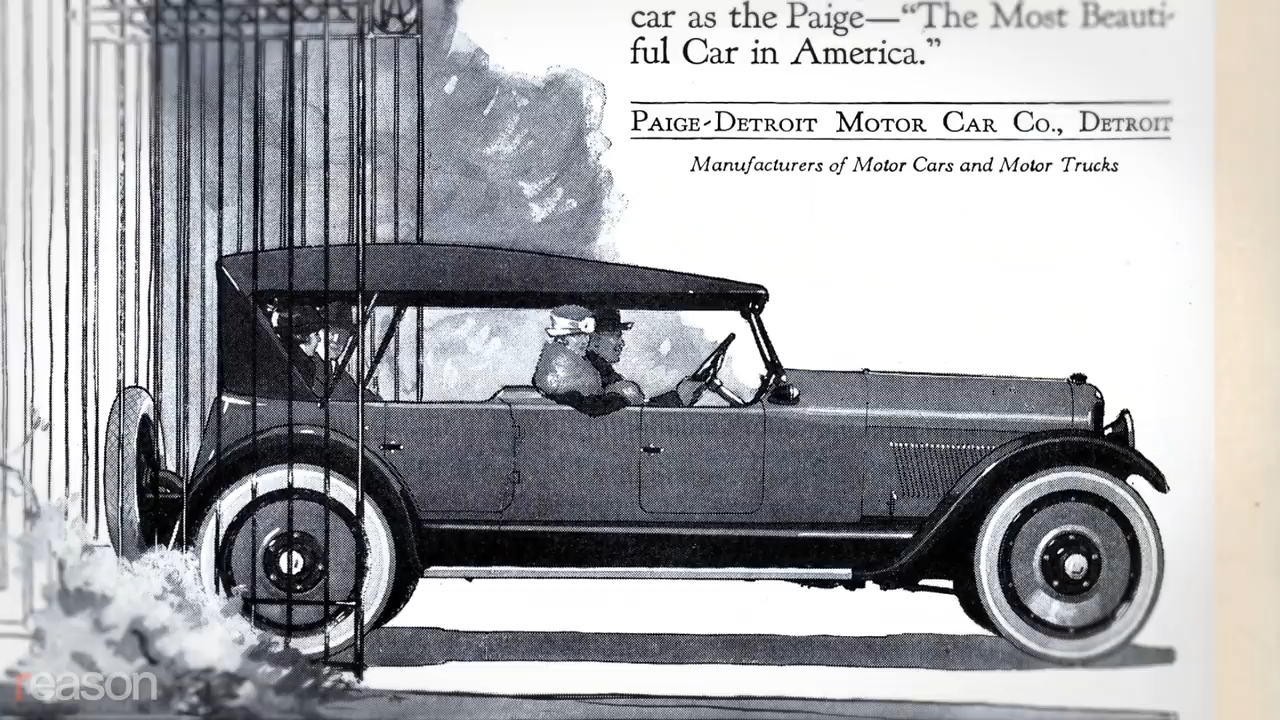 car as the Paige—“The Most Beauti-
ful Car in America.”
PAIGE-DETROIT MOTOR CAR CO., DETROIT
Manufacturers of Motor Cars and Motor Trucks
reason